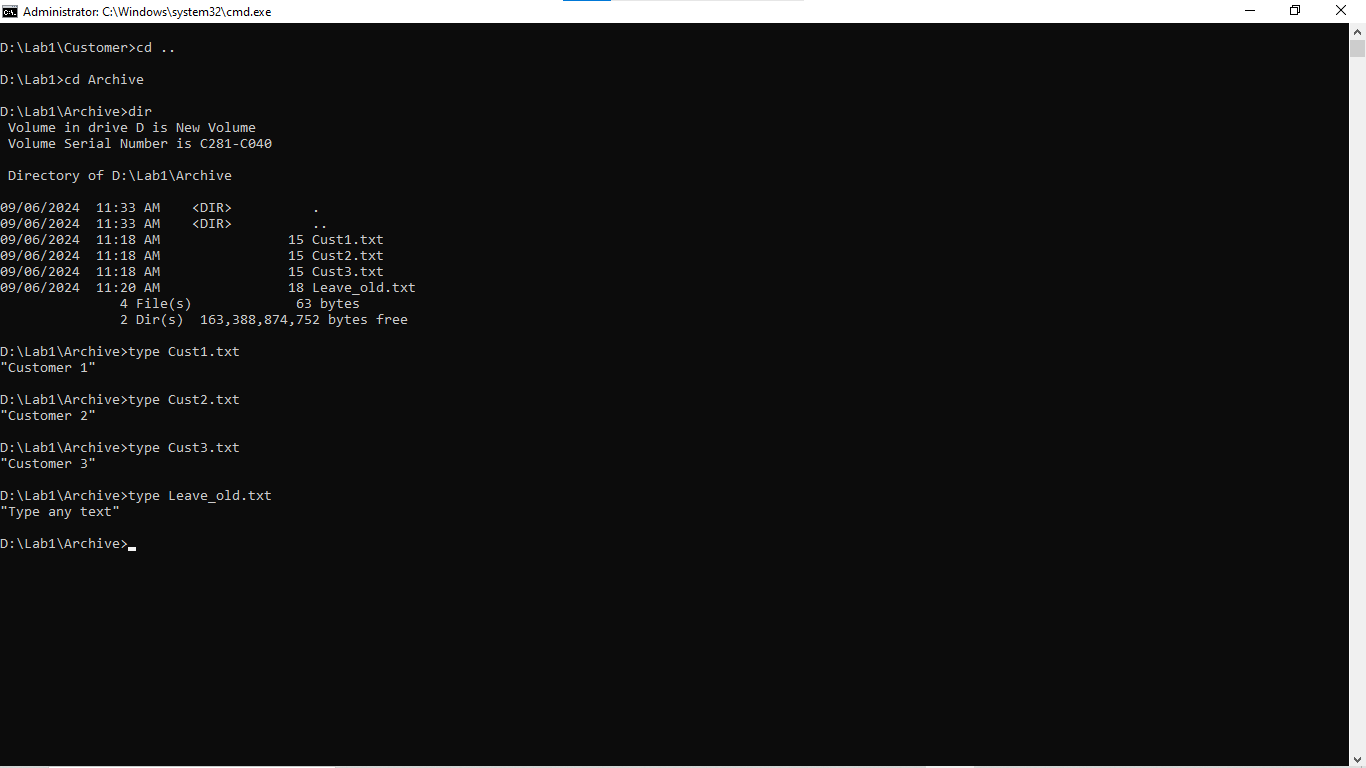 Administrator: C:\Windows\system32\cmd.exe
D:\Lab1\Customer>cd ..
D:\Lab1>cd Archive
D:\Lab1\Archive>dir
 Volume in drive D is New Volume
 Volume Serial Number is C281-C040
 Directory of D:\Lab1\Archive
09/06/2024  11:33 AM    <DIR>          .
09/06/2024  11:33 AM    <DIR>          ..
09/06/2024  11:18 AM                15 Cust1.txt
09/06/2024  11:18 AM                15 Cust2.txt
09/06/2024  11:18 AM                15 Cust3.txt
09/06/2024  11:20 AM                18 Leave_old.txt
               4 File(s)             63 bytes
               2 Dir(s)  163,388,874,752 bytes free
D:\Lab1\Archive>type Cust1.txt
"Customer 1"
D:\Lab1\Archive>type Cust2.txt
"Customer 2"
D:\Lab1\Archive>type Cust3.txt
"Customer 3"
D:\Lab1\Archive>type Leave_old.txt
"Type any text"
D:\Lab1\Archive>